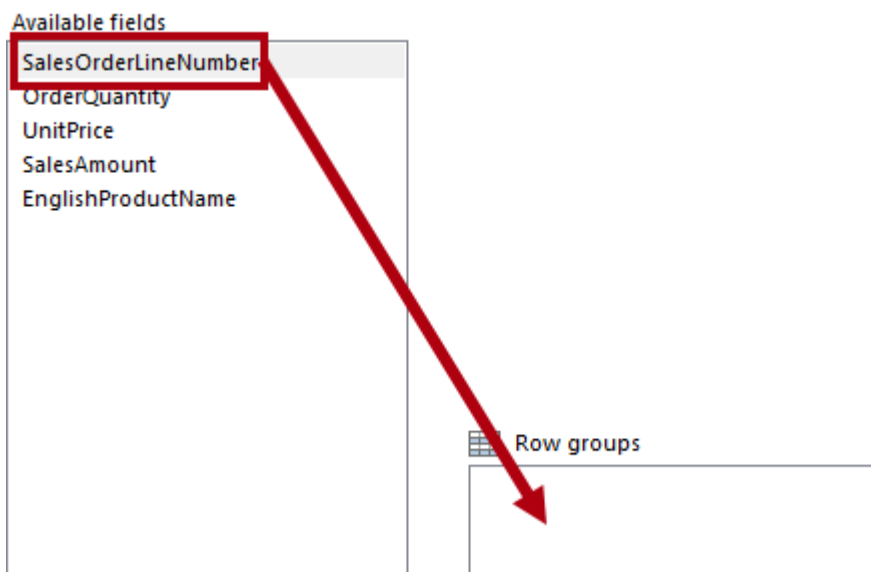 Available fields
SalesOrderLineNumber
OrderQuantity
UnitPrice
SalesAmount
EnglishProductName
Row groups